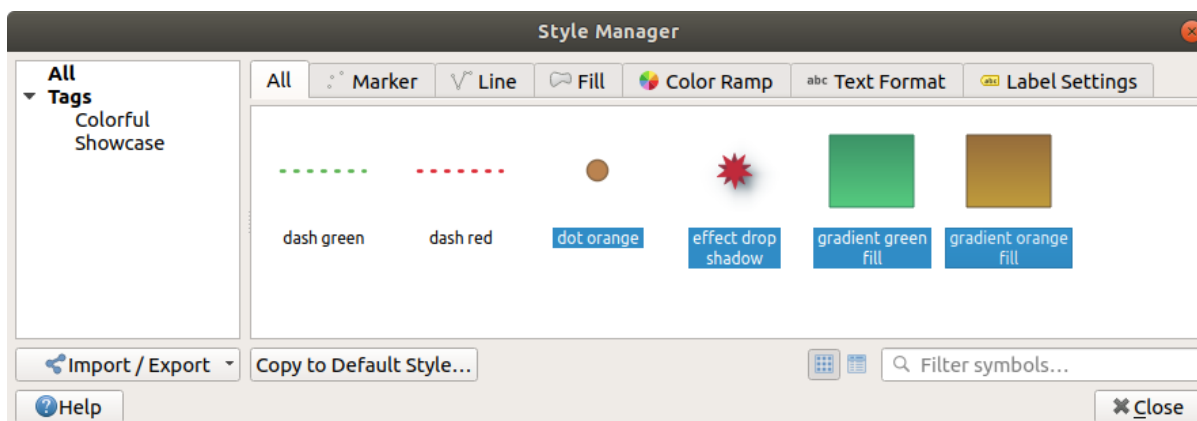 Style Manager
All
Tags
Colorful
Showcase
All
Marker
Line
Fill
Color Ramp
abc Text Format
abc Label Settings
dash green
dash red
dot orange
effect drop
shadow
gradient green
fill
gradient orange
fill
Import / Export
Copy to Default Style...
Filter symbols...
Help
Close